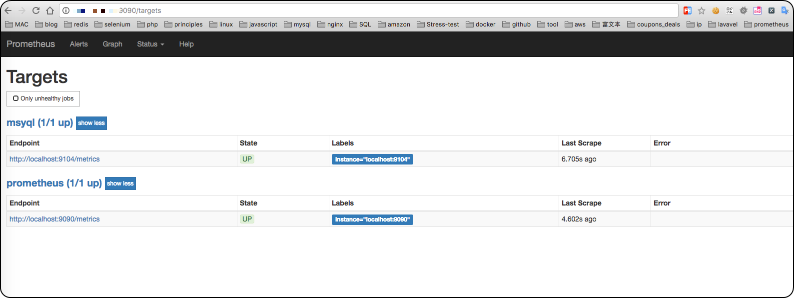 :9090/targets
MAC blog redis selenium php principles linux javascript mysql nginx SQL amazon Stress-test docker github tool aws 富文本 coupons_deals io lavavel prometheus
Prometheus Alerts Graph Status Help
Targets
Only unhealthy jobs
msyql (1/1 up) show less
Endpoint State Labels Last Scrape Error
http://localhost:9104/metrics UP instance="localhost:9104" 6.705s ago
prometheus (1/1 up) show less
Endpoint State Labels Last Scrape Error
http://localhost:9090/metrics UP instance="localhost:9090" 4.602s ago